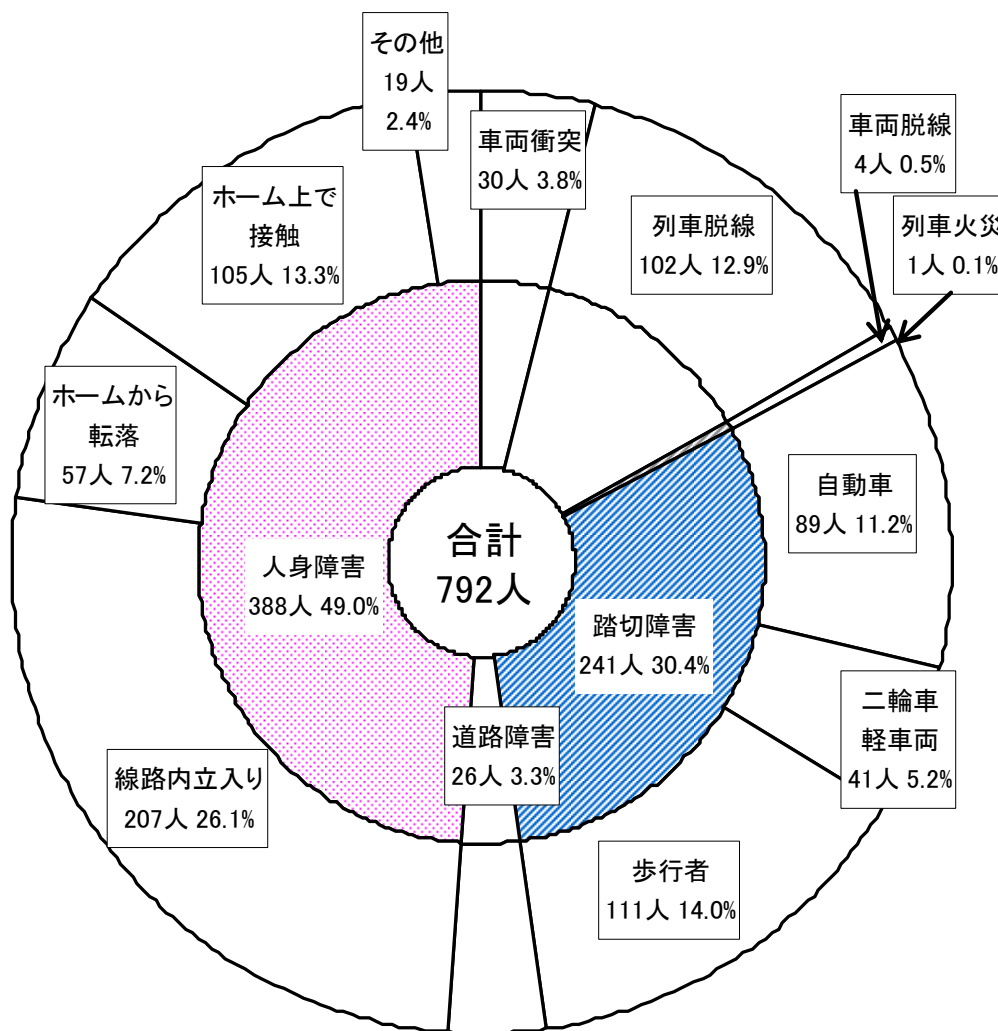 その他
19人
2.4%
車両衝突
30人 3.8%
車両脱線
4人 0.5%
列車脱線
102人 12.9%
列車火災
1人 0.1%
ホーム上で
接触
105人 13.3%
ホームから
転落
57人 7.2%
自動車
89人 11.2%
合計
792人
人身障害
388人 49.0%
踏切障害
241人 30.4%
二輪車
軽車両
41人 5.2%
道路障害
26人 3.3%
線路内立入り
207人 26.1%
歩行者
111人 14.0%